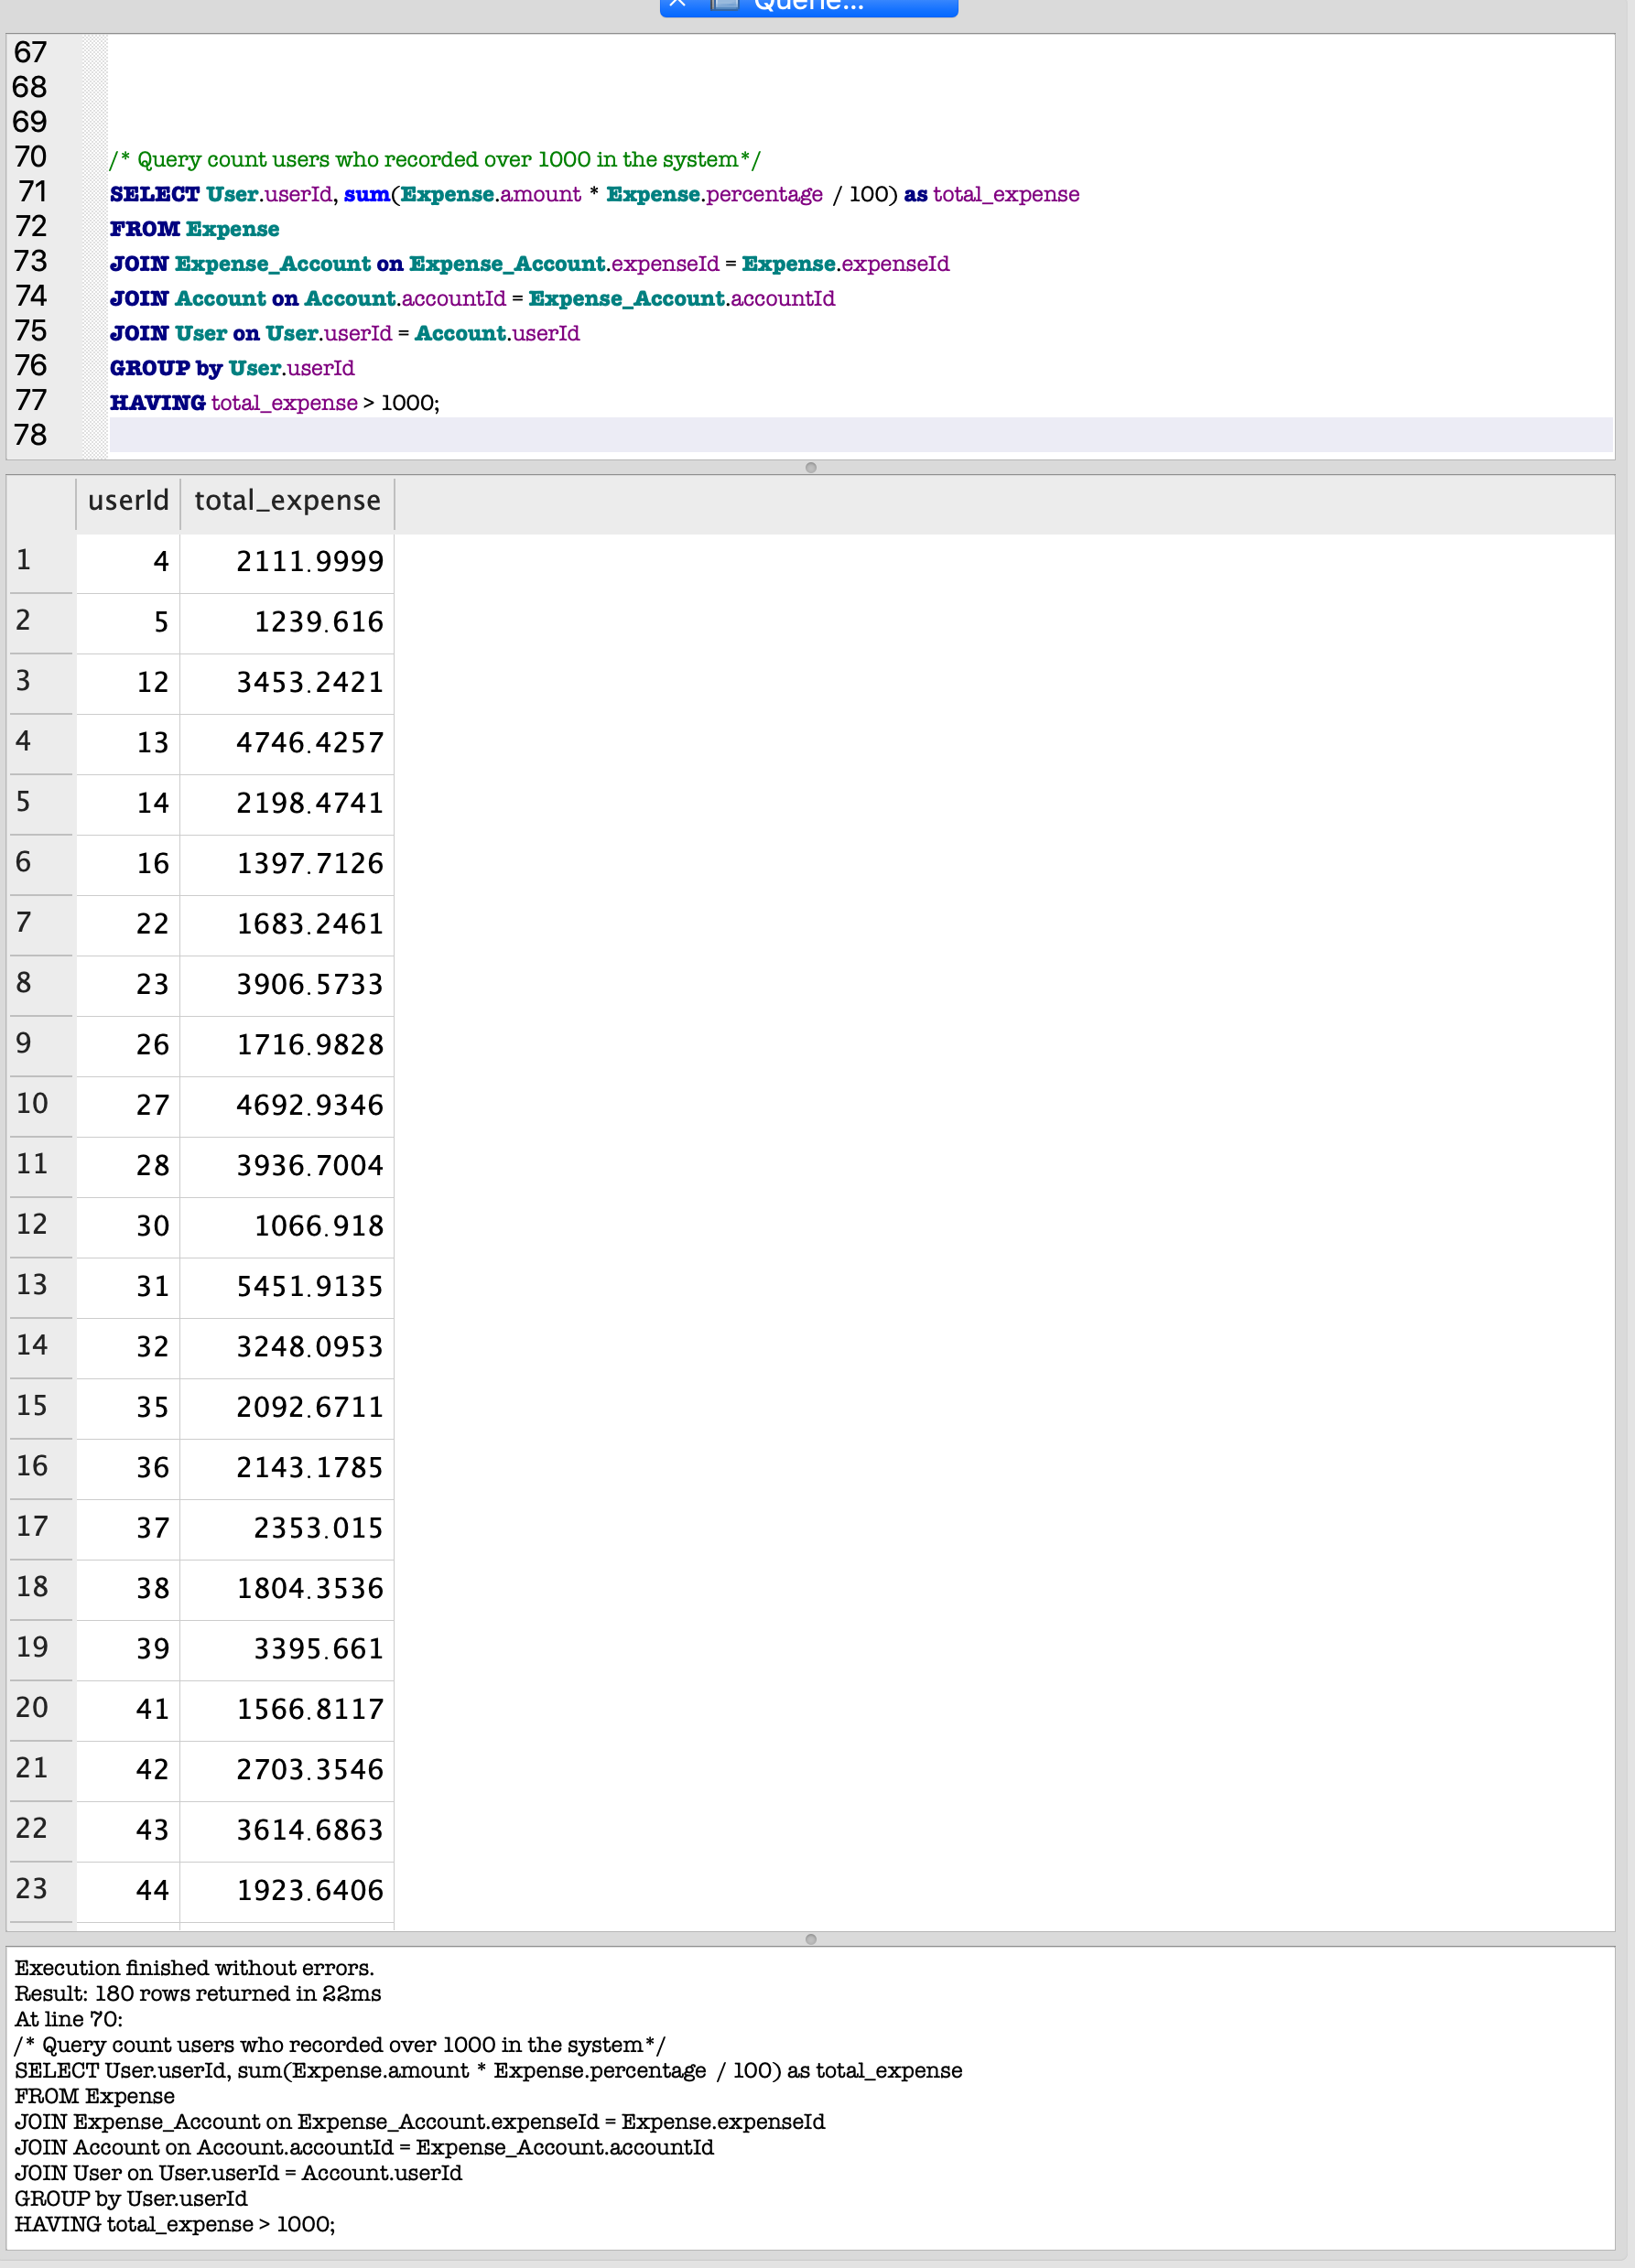 Querie...
67
68
69
70 /* Query count users who recorded over 1000 in the system*/
71 SELECT User.userId, sum(Expense.amount * Expense.percentage / 100) as total_expense
72 FROM Expense
73 JOIN Expense_Account on Expense_Account.expenseId = Expense.expenseId
74 JOIN Account on Account.accountId = Expense_Account.accountId
75 JOIN User on User.userId = Account.userId
76 GROUP by User.userId
77 HAVING total_expense > 1000;
78
userId total_expense
1 4 2111.9999
2 5 1239.616
3 12 3453.2421
4 13 4746.4257
5 14 2198.4741
6 16 1397.7126
7 22 1683.2461
8 23 3906.5733
9 26 1716.9828
10 27 4692.9346
11 28 3936.7004
12 30 1066.918
13 31 5451.9135
14 32 3248.0953
15 35 2092.6711
16 36 2143.1785
17 37 2353.015
18 38 1804.3536
19 39 3395.661
20 41 1566.8117
21 42 2703.3546
22 43 3614.6863
23 44 1923.6406
Execution finished without errors.
Result: 180 rows returned in 22ms
At line 70:
/* Query count users who recorded over 1000 in the system*/
SELECT User.userId, sum(Expense.amount * Expense.percentage / 100) as total_expense
FROM Expense
JOIN Expense_Account on Expense_Account.expenseId = Expense.expenseId
JOIN Account on Account.accountId = Expense_Account.accountId
JOIN User on User.userId = Account.userId
GROUP by User.userId
HAVING total_expense > 1000;